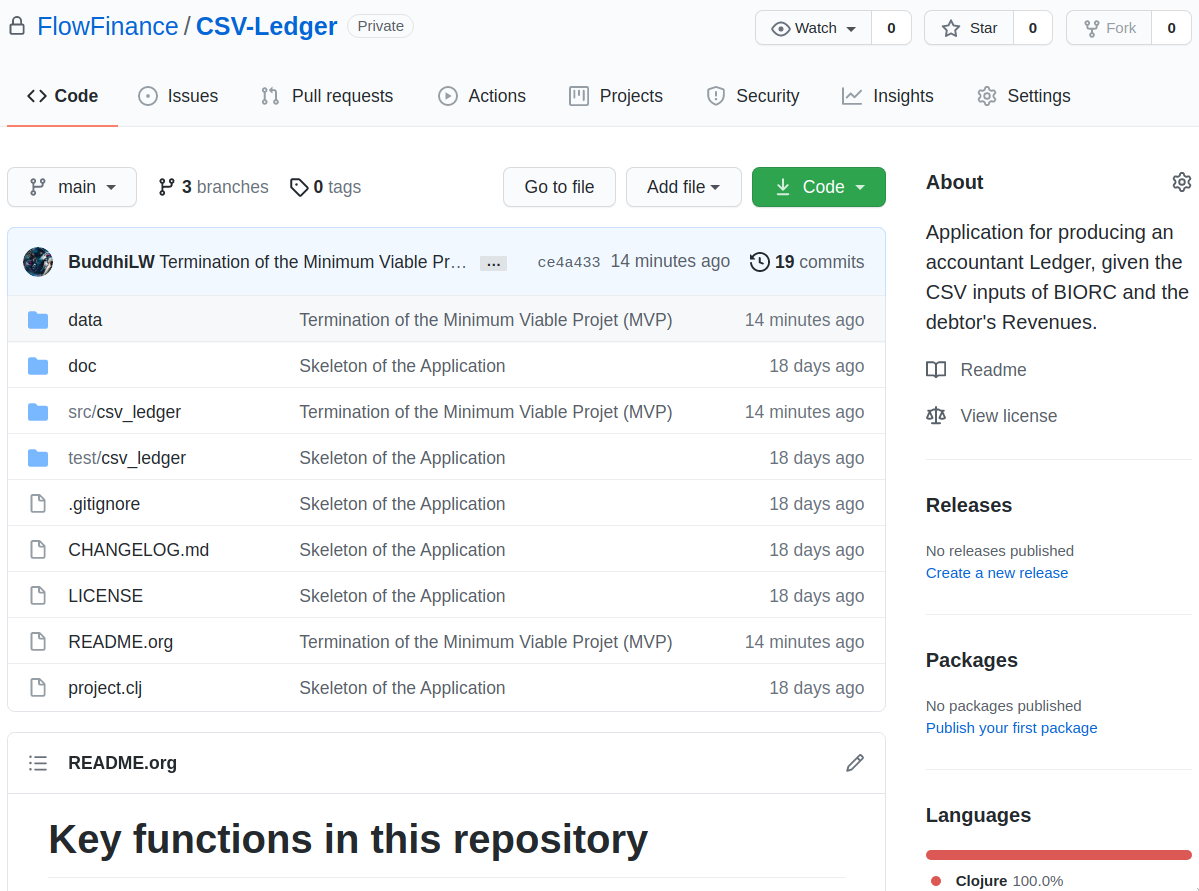 FlowFinance / CSV-Ledger Private Watch 0 Star 0 Fork 0
Code Issues Pull requests Actions Projects Security Insights Settings
main 3 branches 0 tags Go to file Add file Code
BuddhiLW Termination of the Minimum Viable Pr… ... ce4a433 14 minutes ago 19 commits
data Termination of the Minimum Viable Projet (MVP) 14 minutes ago
doc Skeleton of the Application 18 days ago
src/csv_ledger Termination of the Minimum Viable Projet (MVP) 14 minutes ago
test/csv_ledger Skeleton of the Application 18 days ago
.gitignore Skeleton of the Application 18 days ago
CHANGELOG.md Skeleton of the Application 18 days ago
LICENSE Skeleton of the Application 18 days ago
README.org Termination of the Minimum Viable Projet (MVP) 14 minutes ago
project.clj Skeleton of the Application 18 days ago
README.org
Key functions in this repository
About
Application for producing an
accountant Ledger, given the
CSV inputs of BIORC and the
debtor's Revenues.
Readme
View license
Releases
No releases published
Create a new release
Packages
No packages published
Publish your first package
Languages
Clojure 100.0%